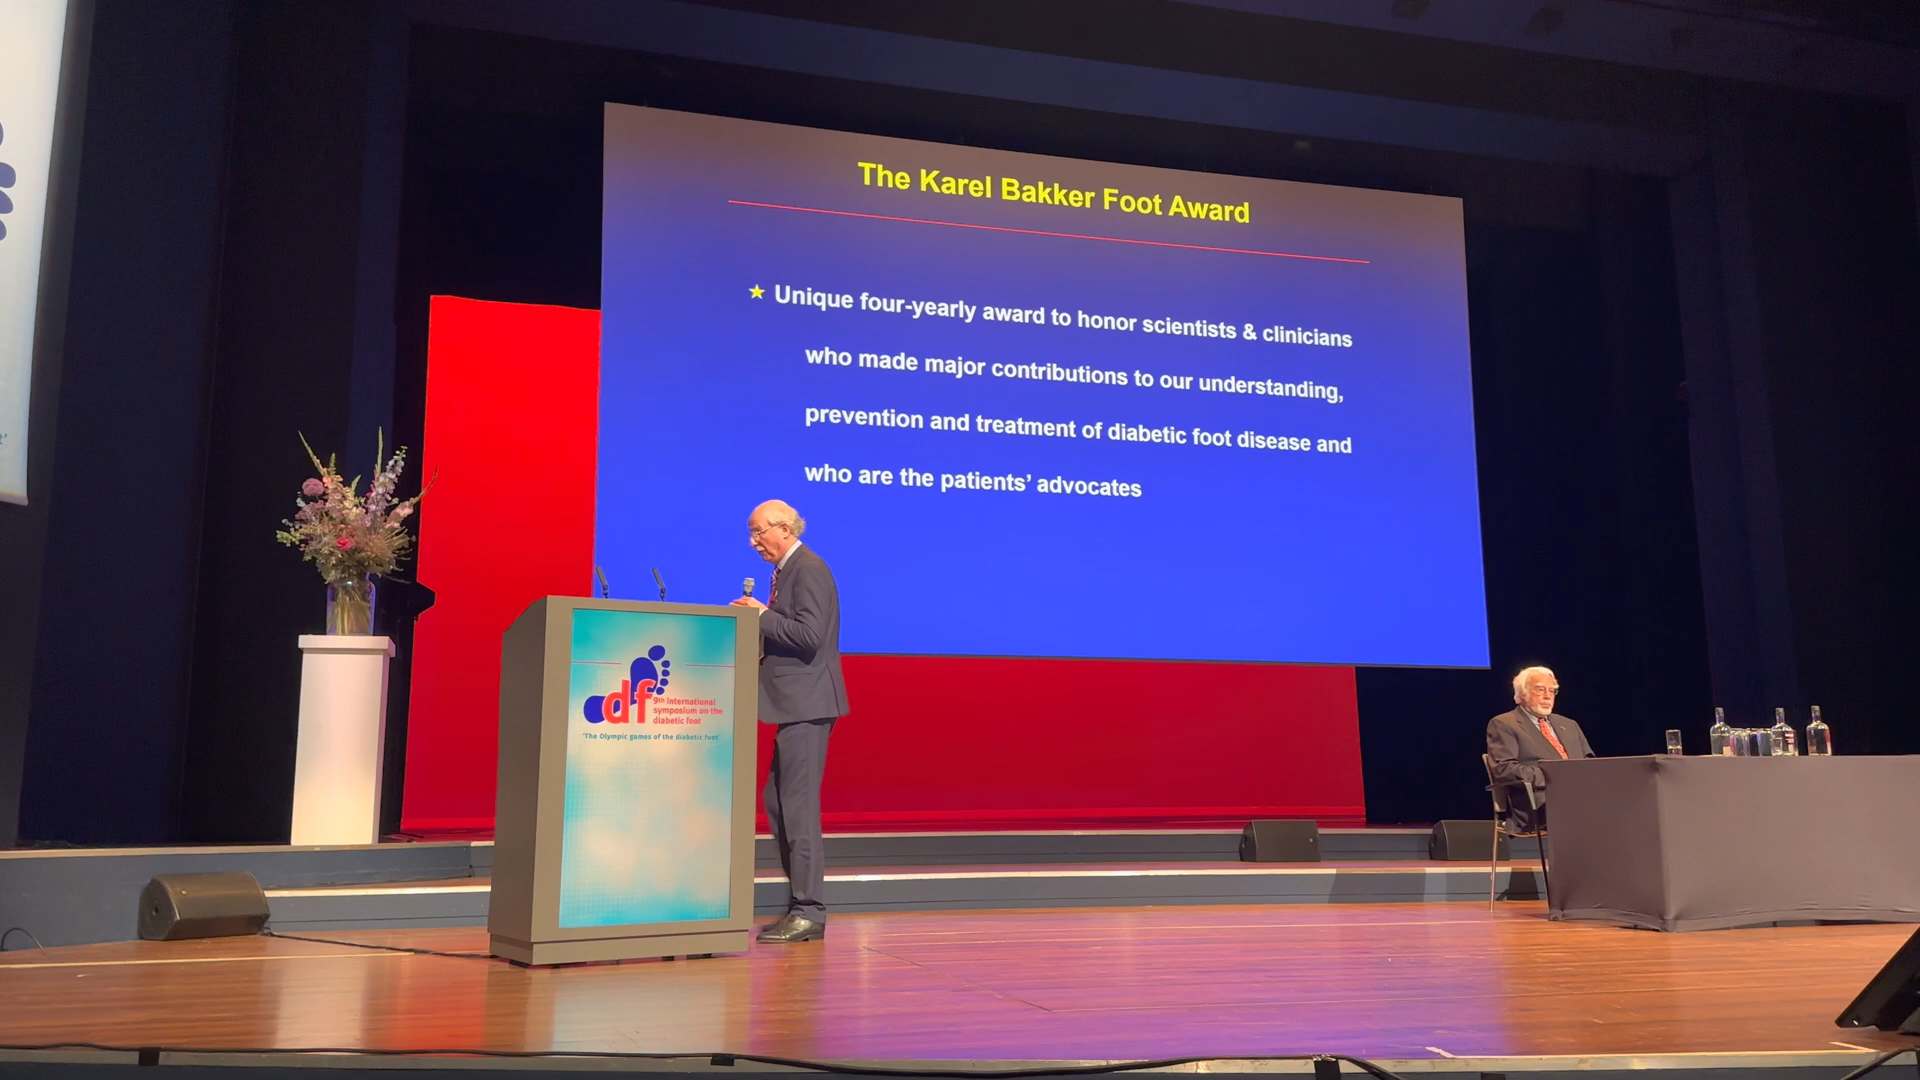 The Karel Bakker Foot Award
★ Unique four-yearly award to honor scientists & clinicians
who made major contributions to our understanding,
prevention and treatment of diabetic foot disease and
who are the patients’ advocates
df
9th international
symposium on the
diabetic foot
'The Olympic games of the diabetic foot'